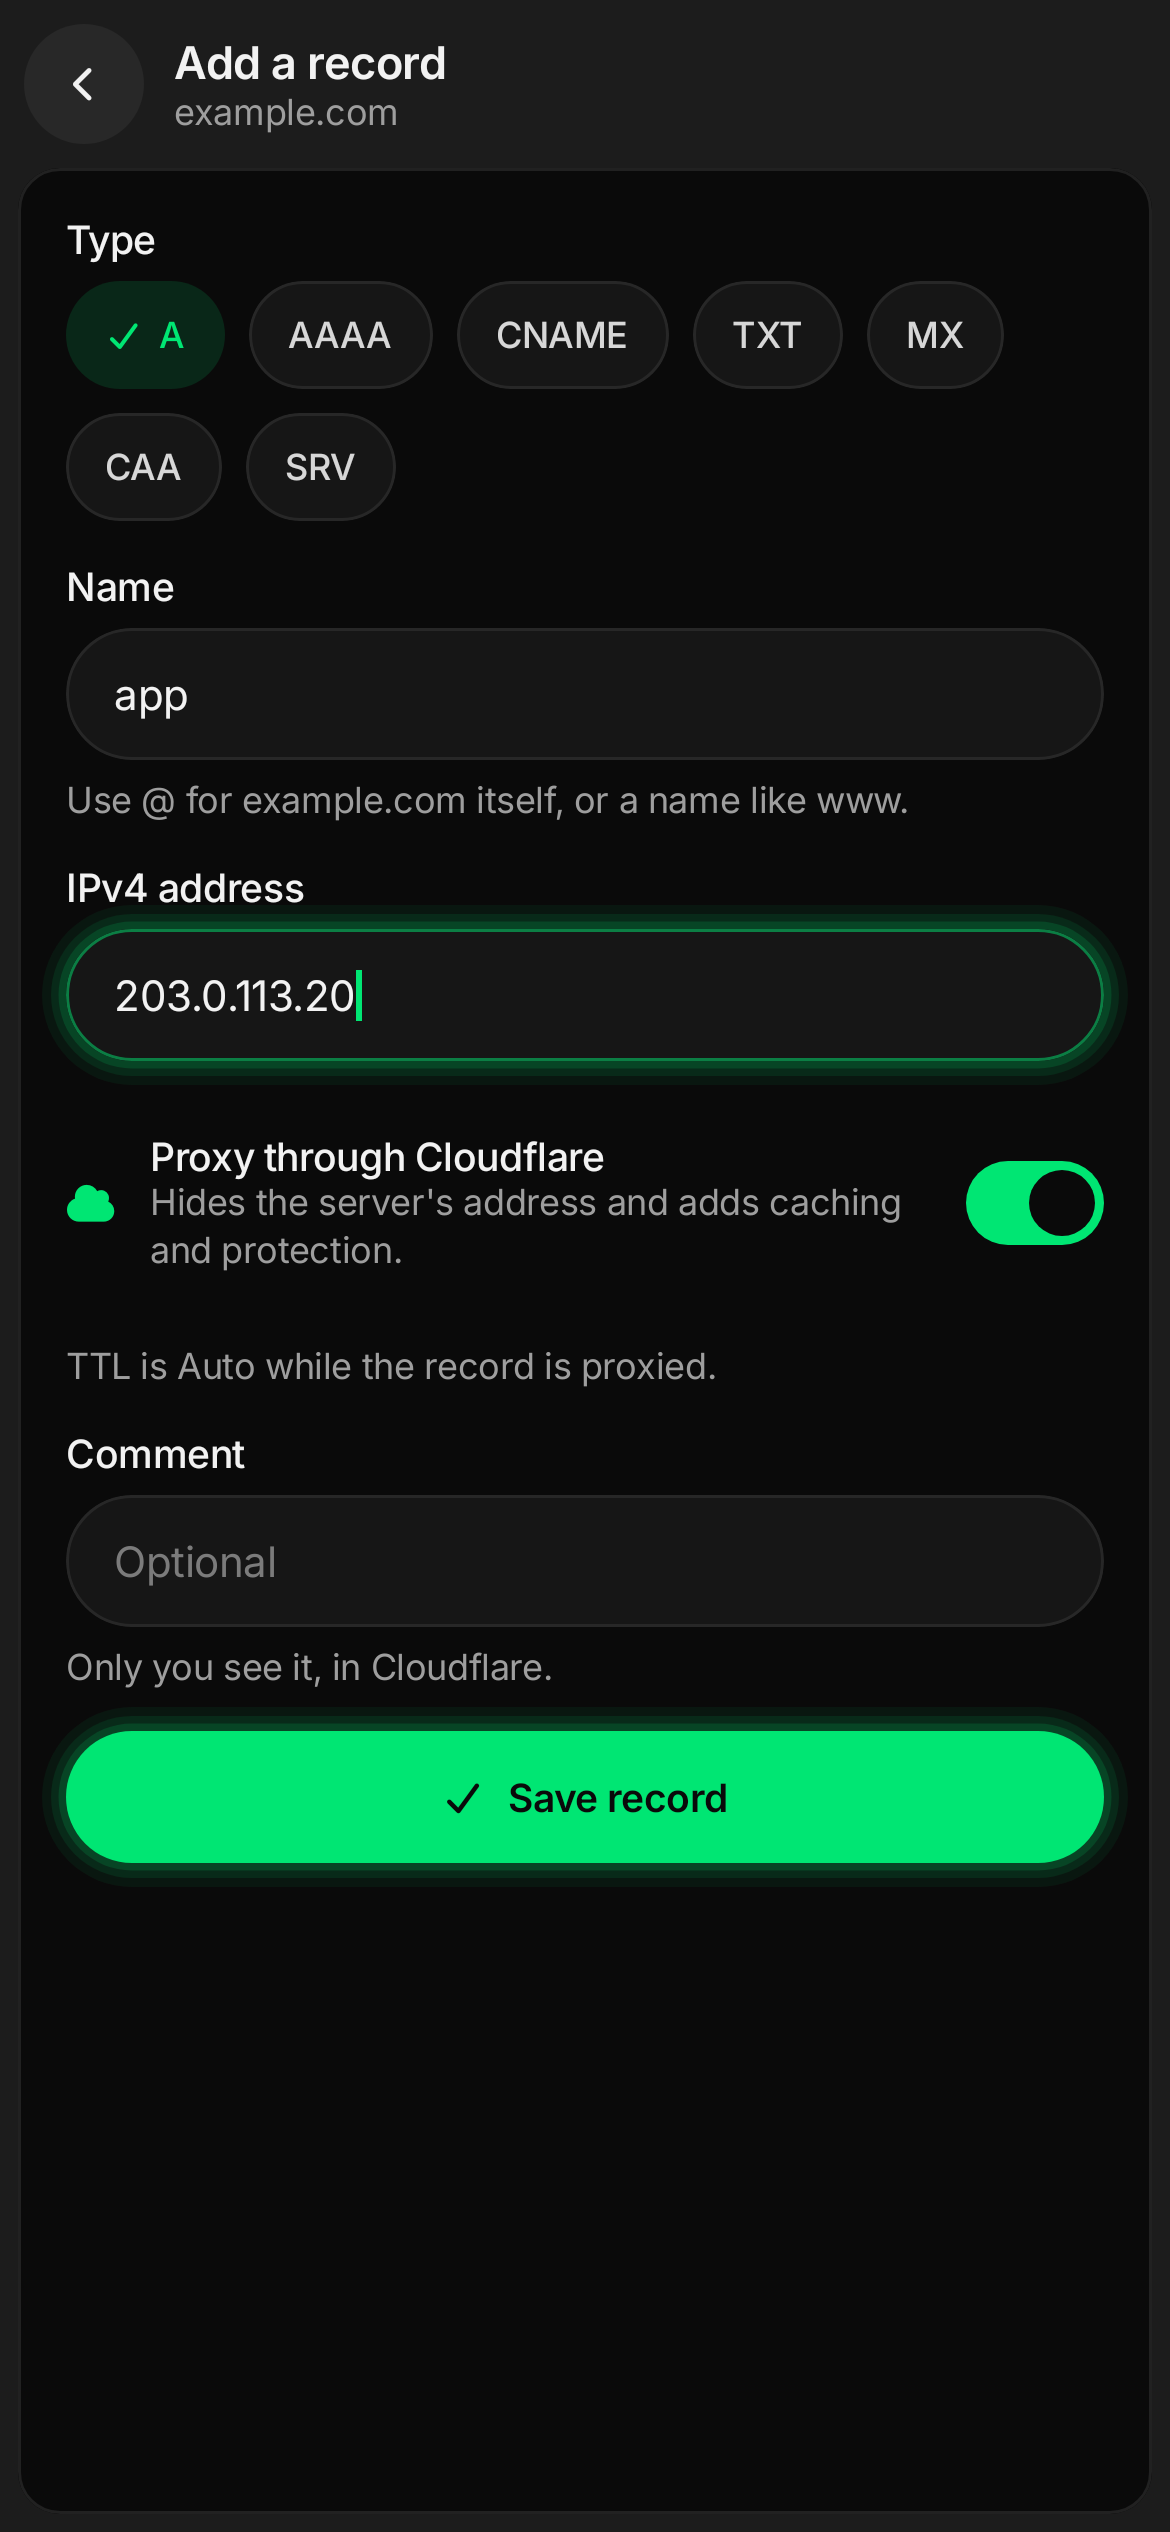 Add a record
example.com
Type
A
AAAA
CNAME
TXT
MX
CAA
SRV
Name
app
Use @ for example.com itself, or a name like www.
IPv4 address
203.0.113.20
Proxy through Cloudflare
Hides the server's address and adds caching
and protection.
TTL is Auto while the record is proxied.
Comment
Optional
Only you see it, in Cloudflare.
Save record